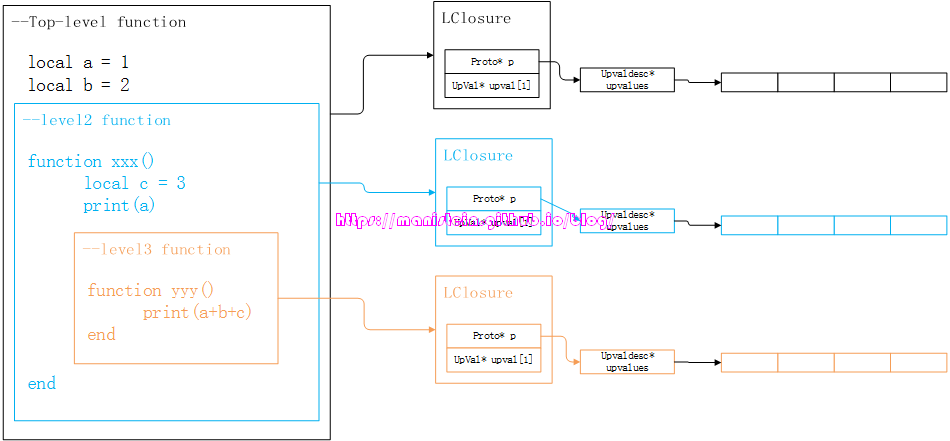 --Top-level function
local a = 1
local b = 2
--level2 function
function xxx()
local c = 3
print(a)
--level3 function
function yyy()
print(a+b+c)
end
end
LClosure
Proto* p
UpVal* upval[1]
Upvaldesc*
upvalues
LClosure
Proto* p
UpVal* upval[1]
Upvaldesc*
upvalues
https://manistein.github.io/blog/
LClosure
Proto* p
UpVal* upval[1]
Upvaldesc*
upvalues